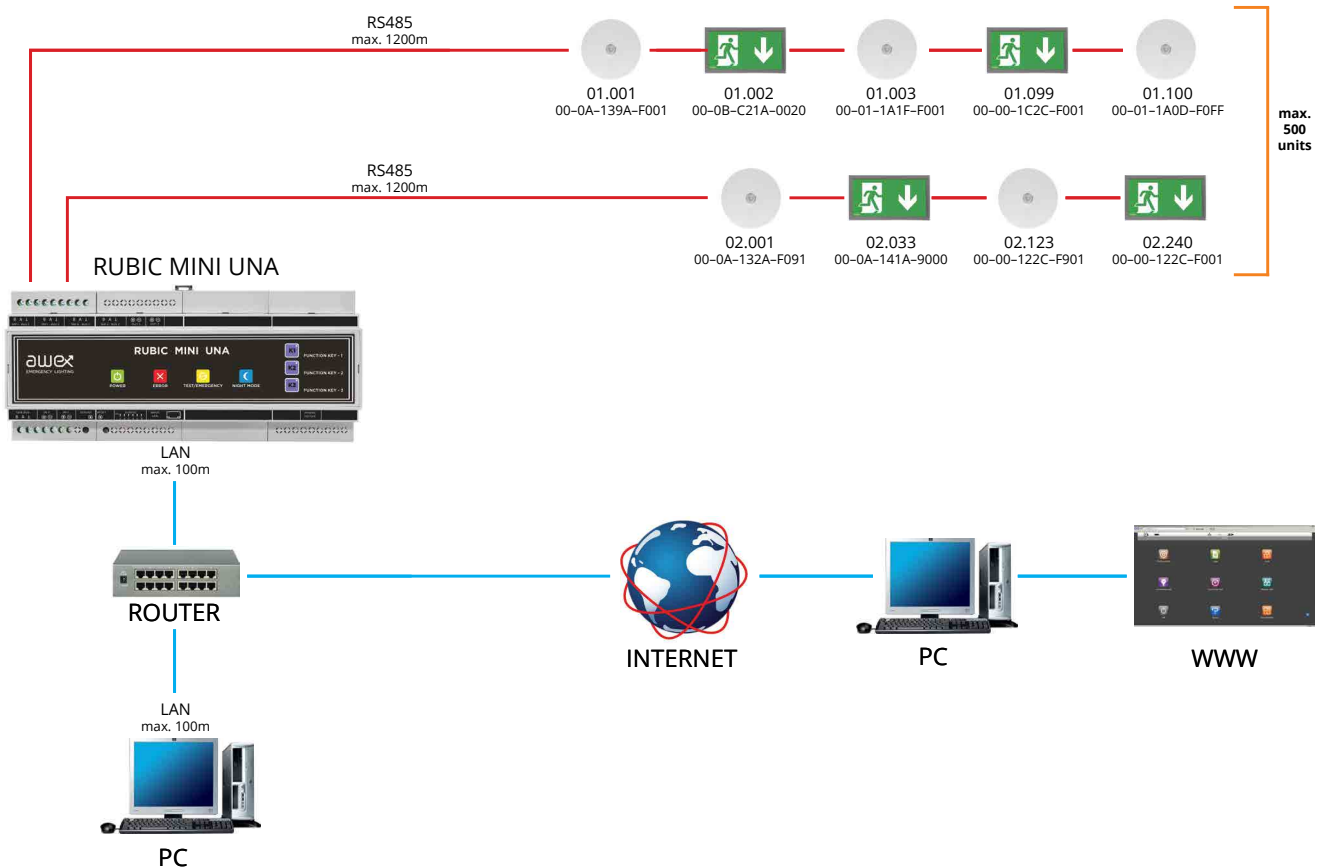 RS485
max. 1200m
01.001
00–0A–139A–F001
01.002
00–0B–C21A–0020
01.003
00–01–1A1F–F001
01.099
00–00–1C2C–F001
01.100
00–01–1A0D–F0FF
max.
500
units
RS485
max. 1200m
02.001
00–0A–132A–F091
02.033
00–0A–141A–9000
02.123
00–00–122C–F901
02.240
00–00–122C–F001
RUBIC MINI UNA
awex
EMERGENCY LIGHTING
RUBIC MINI UNA
POWER
ERROR
TEST/EMERGENCY
NIGHT MODE
K1
FUNCTION KEY - 1
K2
FUNCTION KEY - 2
K3
FUNCTION KEY - 3
LAN
max. 100m
ROUTER
INTERNET
PC
WWW
LAN
max. 100m
PC